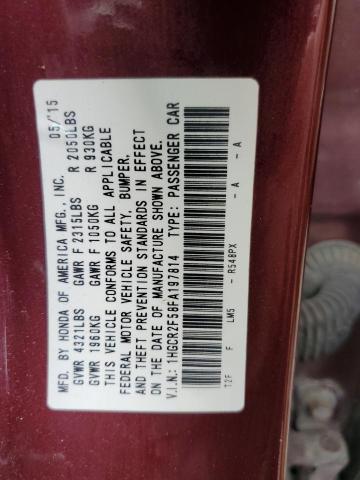 MFD. BY HONDA OF AMERICA MFG., INC. 05/'15
GVWR 4321LBS GAWR F 2315LBS R 2050LBS
GVWR 1960KG GAWR F 1050KG R 930KG
THIS VEHICLE CONFORMS TO ALL APPLICABLE
FEDERAL MOTOR VEHICLE SAFETY, BUMPER,
AND THEFT PREVENTION STANDARDS IN EFFECT
ON THE DATE OF MANUFACTURE SHOWN ABOVE.
V.I.N.: 1HGCR2F58FA197814 TYPE: PASSENGER CAR
T2F F LM5 - R548PX - A - A